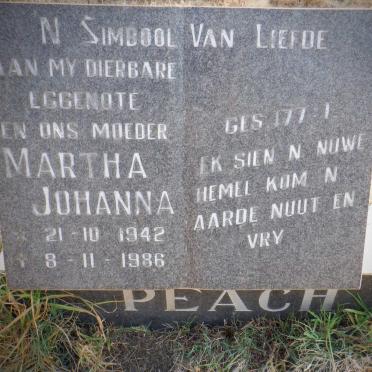 'N SIMBOOL VAN LIEFDE
AAN MY DIERBARE
EGGENOTE
EN ONS MOEDER
MARTHA
JOHANNA
* 21-10-1942
† 8-11-1986
GES. 177-1.
EK SIEN 'N NUWE
HEMEL KOM 'N
AARDE NUUT EN
VRY
PEACH